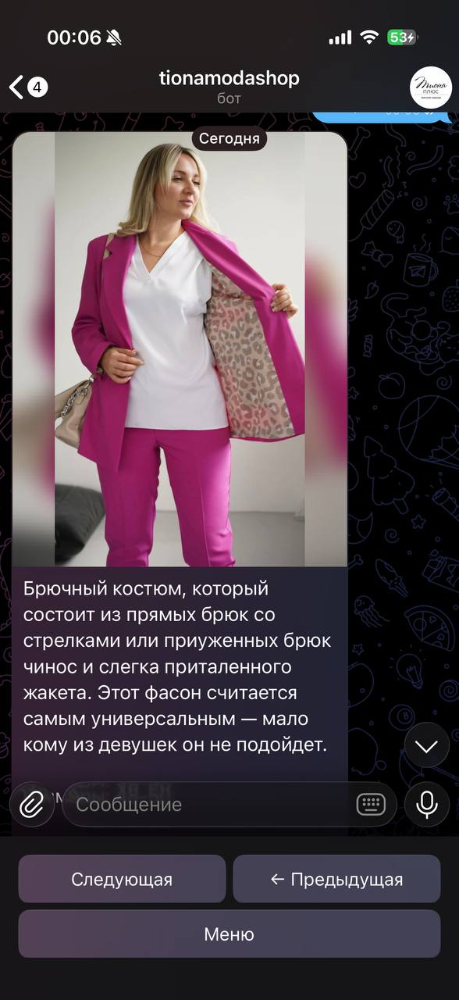 00:06
53
4
tionamodashop
бот
Тиона
ПЛЮС
Сегодня
Брючный костюм, который
состоит из прямых брюк со
стрелками или приуженных брюк
чинос и слегка приталенного
жакета. Этот фасон считается
самым универсальным — мало
кому из девушек он не подойдет.
Сообщение
Следующая
← Предыдущая
Меню